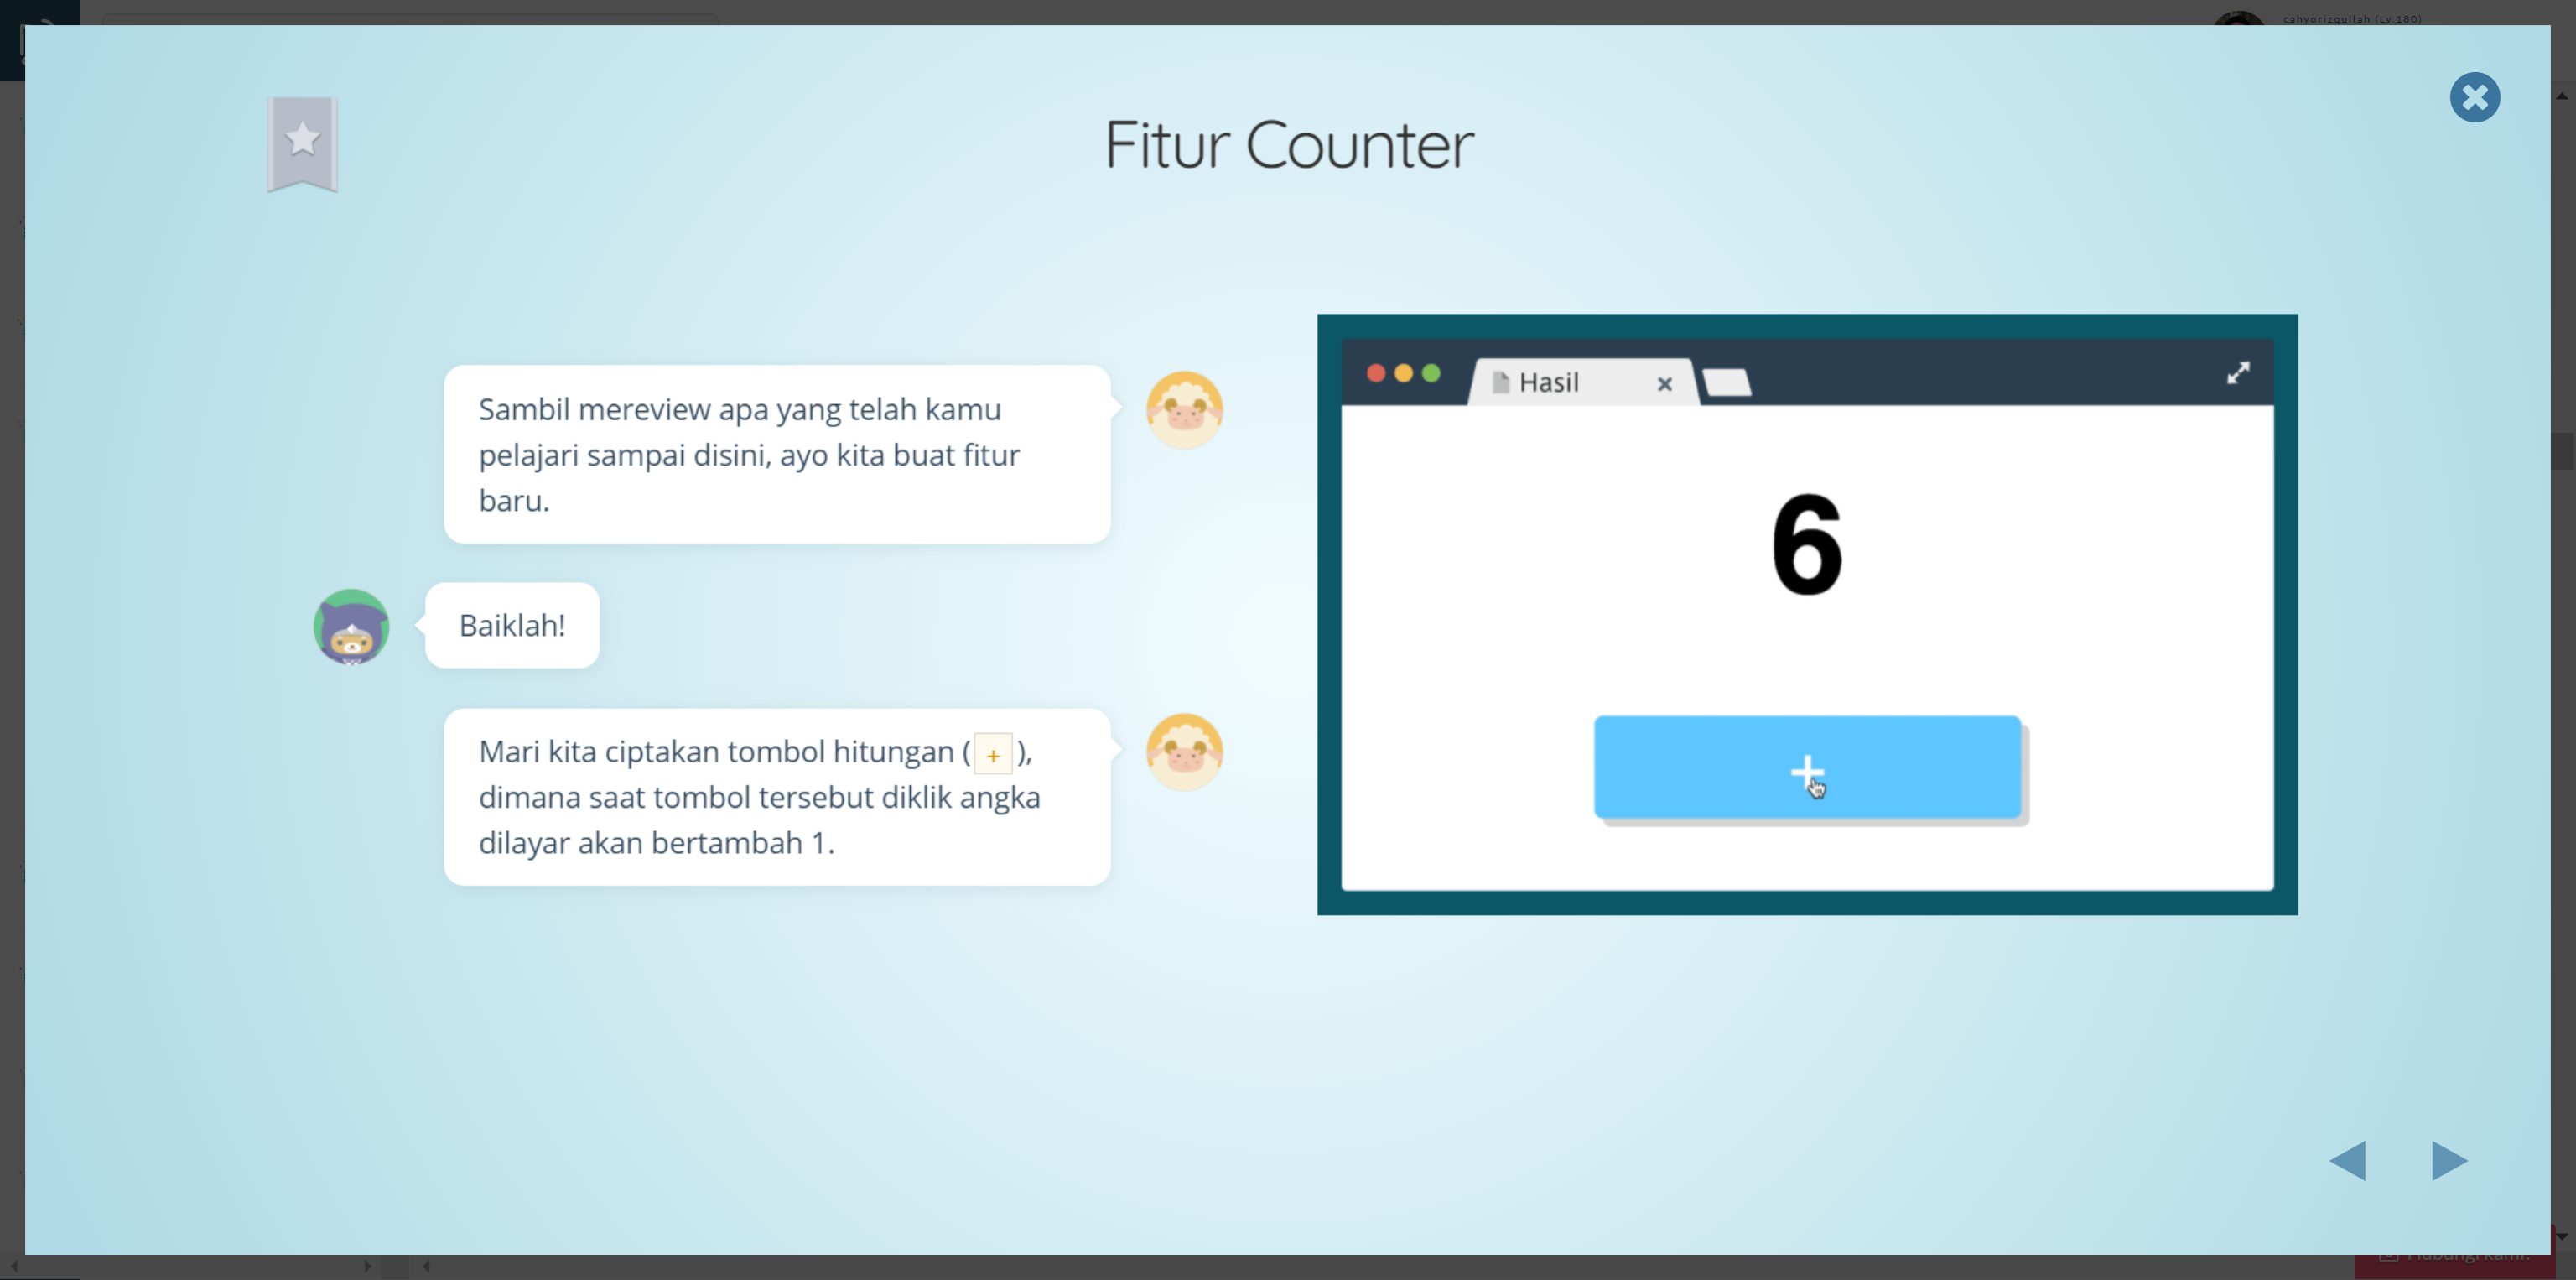 cahyorizqullah (Lv.180)
Fitur Counter
Sambil mereview apa yang telah kamu
pelajari sampai disini, ayo kita buat fitur
baru.
Baiklah!
Mari kita ciptakan tombol hitungan ( + ),
dimana saat tombol tersebut diklik angka
dilayar akan bertambah 1.
Hasil
6
+